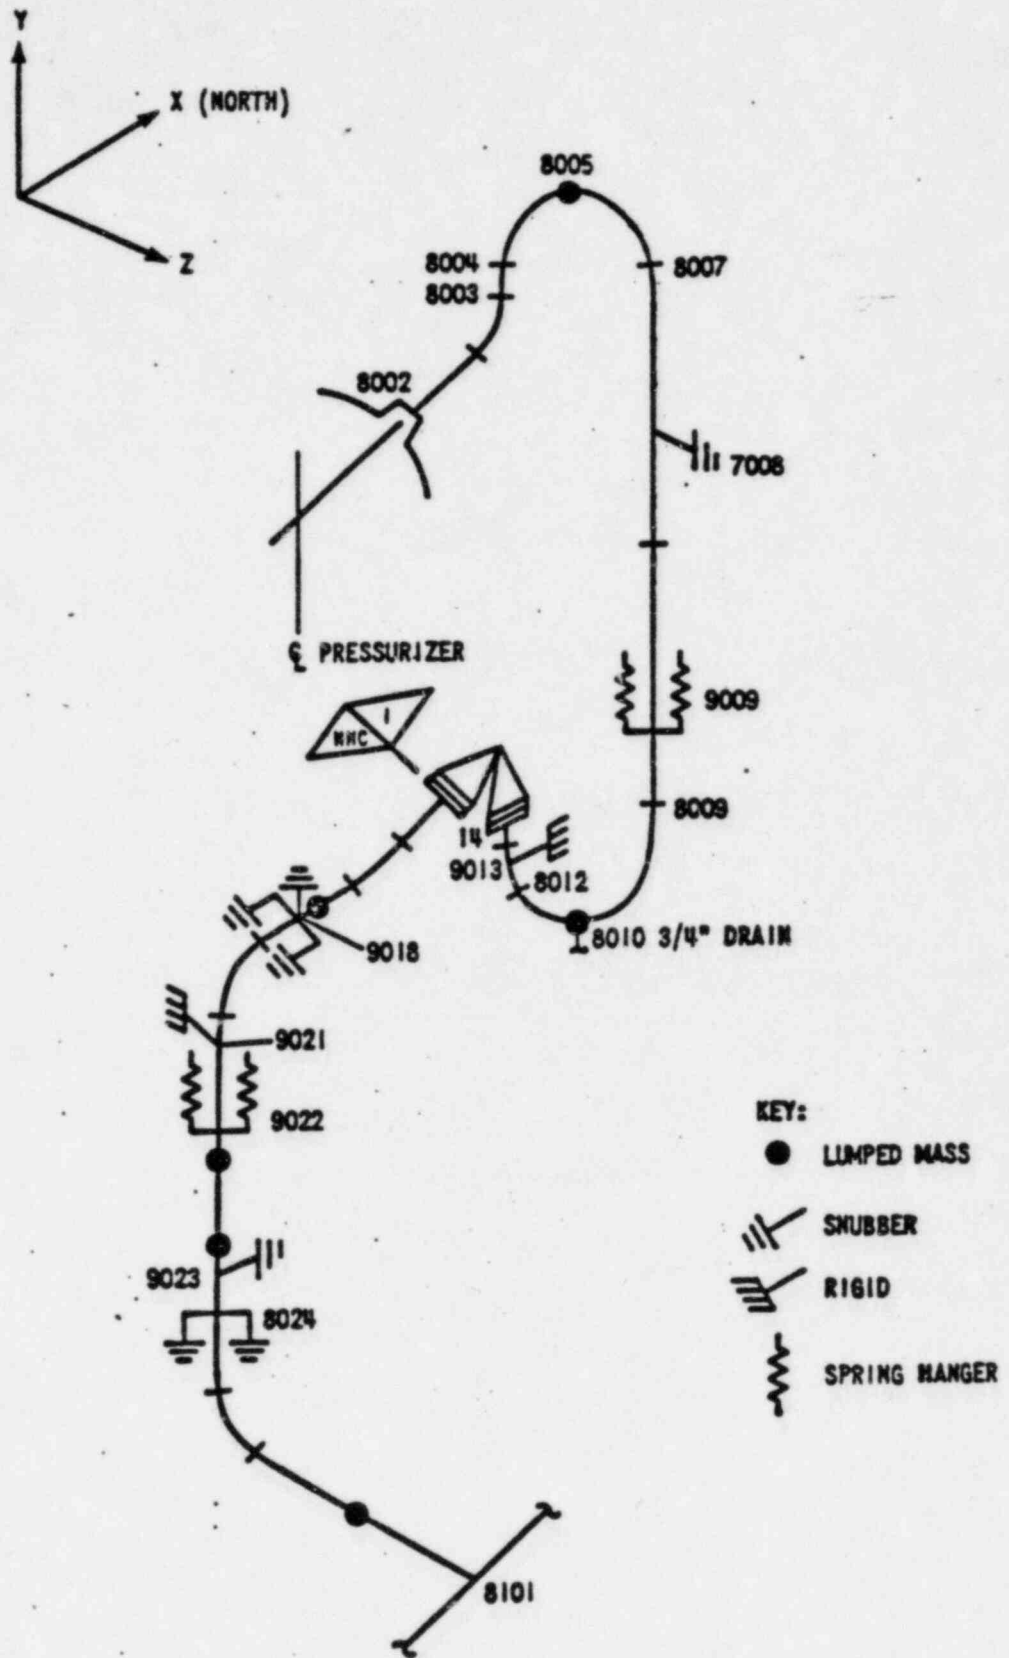 Y
X (NORTH)
Z
8005
8004
8007
8003
8002
7008
℄ PRESSURIZER
9009
1
8009
14
9013
8012
8010 3/4" DRAIN
9018
9021
9022
KEY:
LUMPED MASS
SNUBBER
9023
RIGID
8024
SPRING HANGER
8101